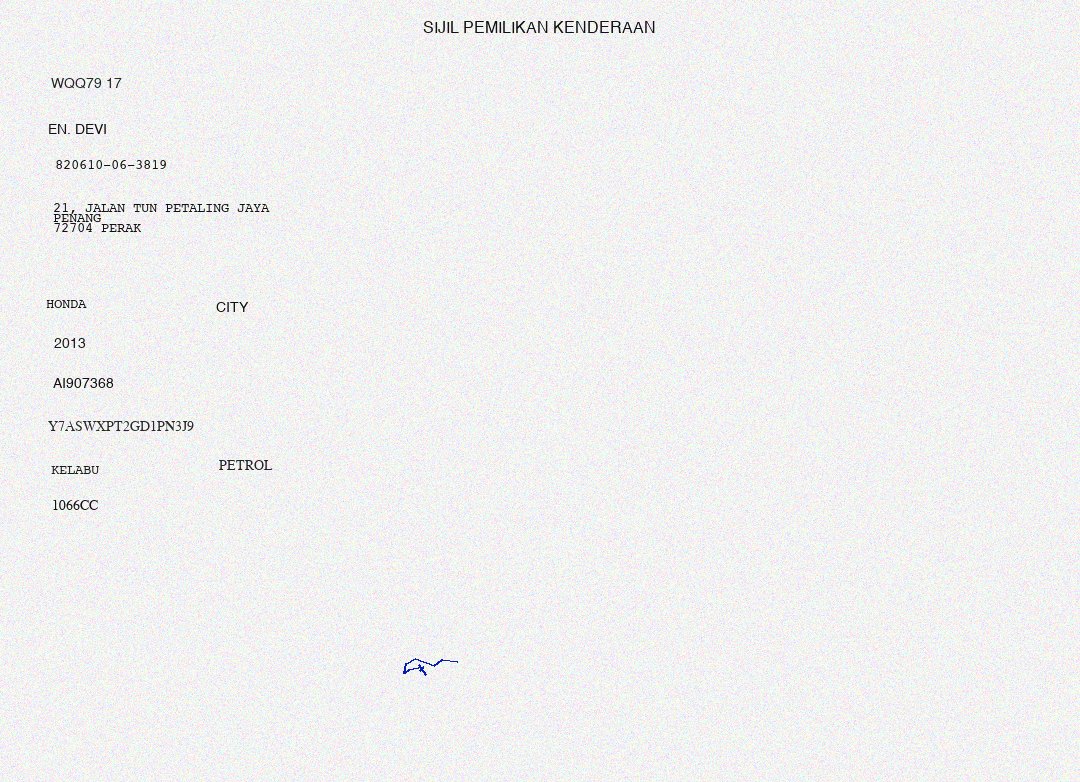 SIJIL PEMILIKAN KENDERAAN
WQQ79 17
EN. DEVI
820610-06-3819
21, JALAN TUN PETALING JAYA
PENANG
72704 PERAK
HONDA CITY
2013
AI907368
Y7ASWXPT2GD1PN3J9
KELABU PETROL
1066CC